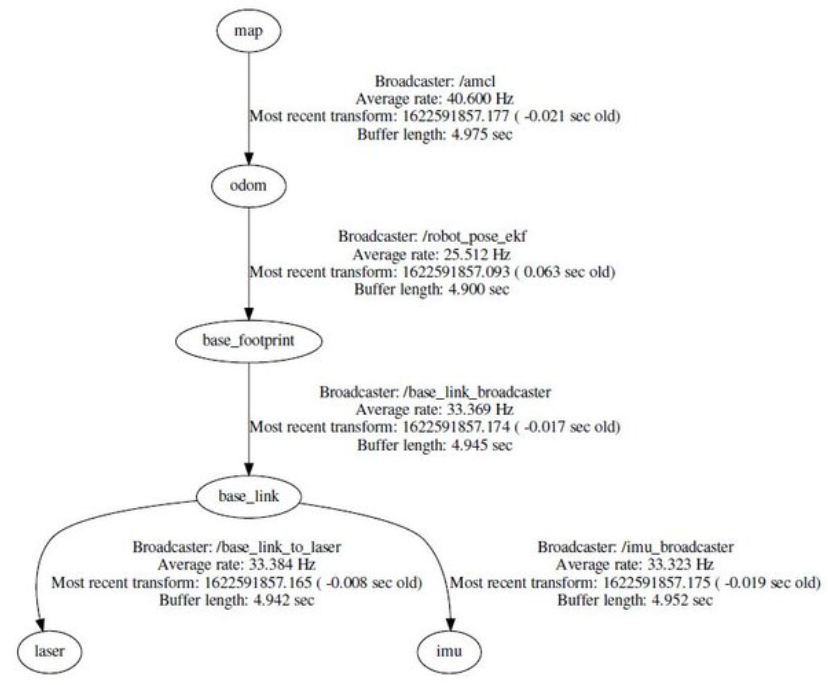 map
Broadcaster: /amcl
Average rate: 40.600 Hz
Most recent transform: 1622591857.177 ( -0.021 sec old)
Buffer length: 4.975 sec
odom
Broadcaster: /robot_pose_ekf
Average rate: 25.512 Hz
Most recent transform: 1622591857.093 ( 0.063 sec old)
Buffer length: 4.900 sec
base_footprint
Broadcaster: /base_link_broadcaster
Average rate: 33.369 Hz
Most recent transform: 1622591857.174 ( -0.017 sec old)
Buffer length: 4.945 sec
base_link
Broadcaster: /base_link_to_laser
Average rate: 33.384 Hz
Most recent transform: 1622591857.165 ( -0.008 sec old)
Buffer length: 4.942 sec
Broadcaster: /imu_broadcaster
Average rate: 33.323 Hz
Most recent transform: 1622591857.175 ( -0.019 sec old)
Buffer length: 4.952 sec
laser
imu